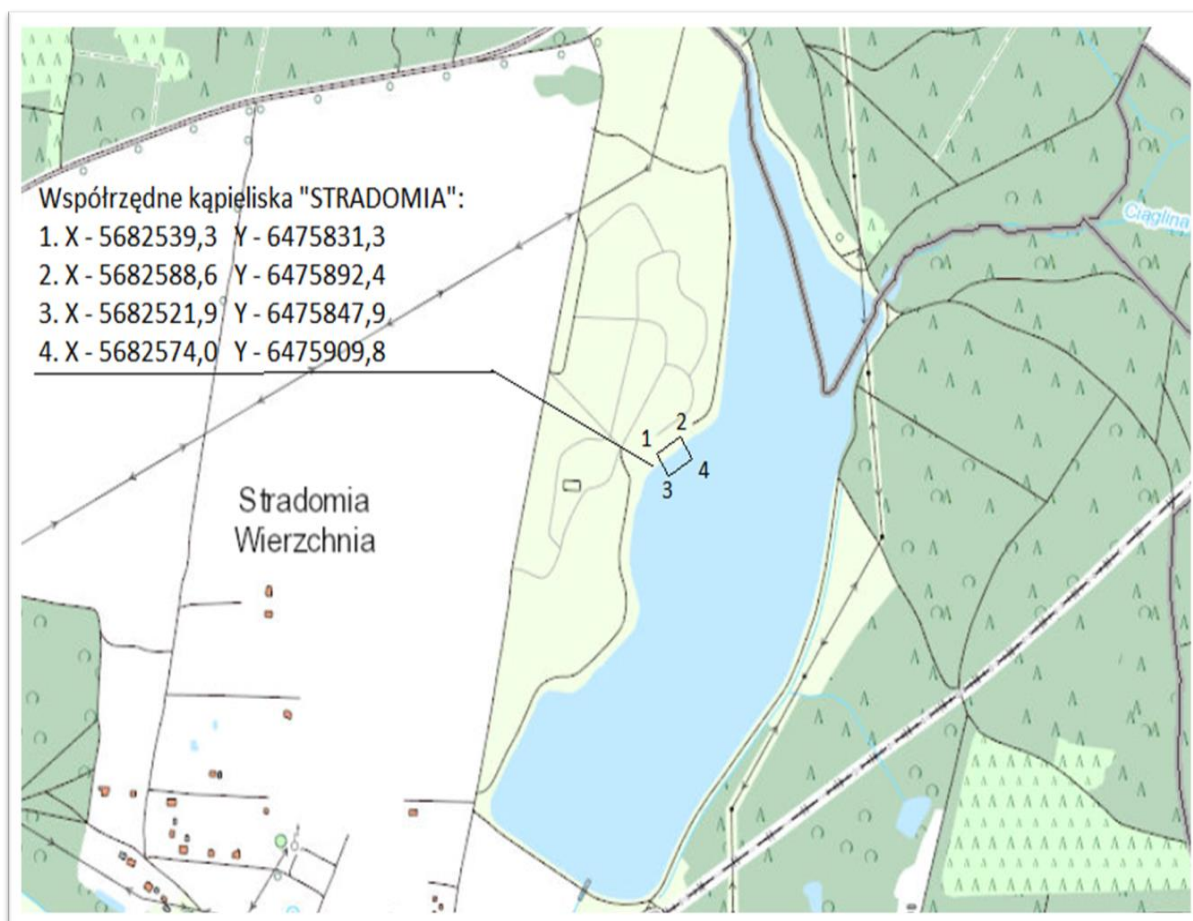 Współrzędne kąpieliska "STRADOMIA":
1. X - 5682539,3 Y - 6475831,3
2. X - 5682588,6 Y - 6475892,4
3. X - 5682521,9 Y - 6475847,9
4. X - 5682574,0 Y - 6475909,8
Ciąglina
1
2
3
4
Stradomia
Wierzchnia